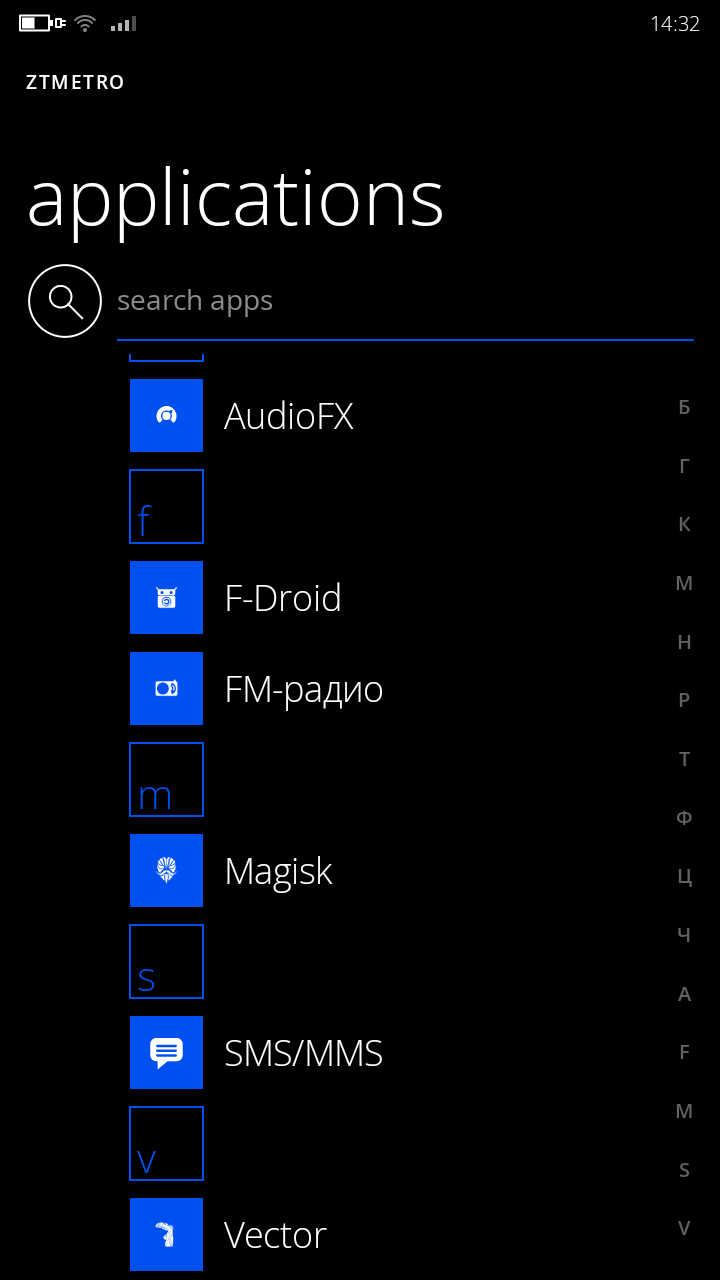 14:32
ZTMETRO
applications
search apps
AudioFX
f
F-Droid
FM-радио
m
Magisk
s
SMS/MMS
v
Vector
Б
Г
К
М
Н
Р
Т
Ф
Ц
Ч
A
F
M
S
V